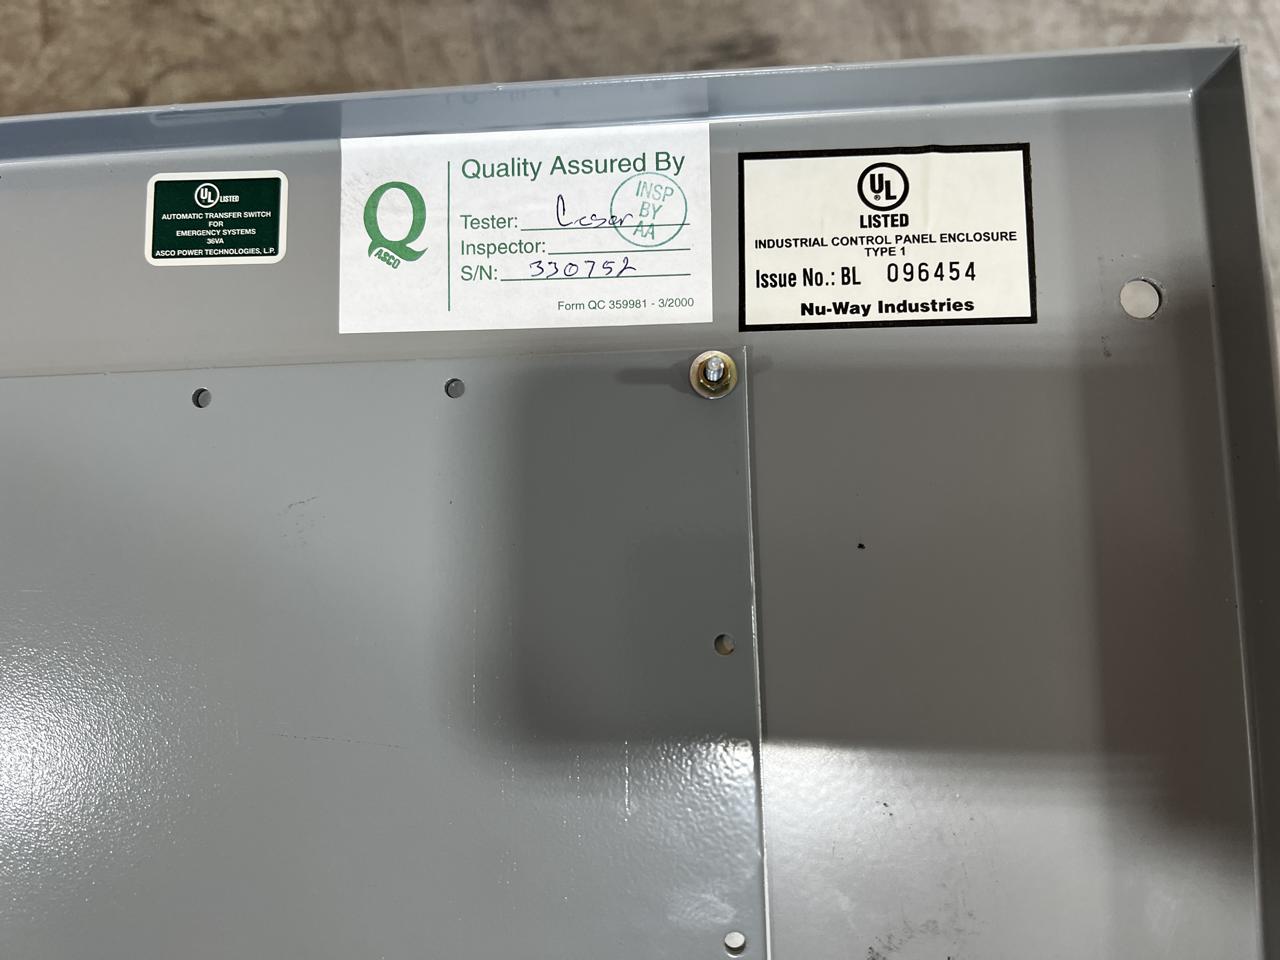 UL LISTED
AUTOMATIC TRANSFER SWITCH
FOR
EMERGENCY SYSTEMS
36VA
ASCO POWER TECHNOLOGIES, L.P.
Q
ASCO
Quality Assured By
Tester: Cesar
Inspector:
S/N: 330752
INSP
BY
AA
Form QC 359981 - 3/2000
UL
®
LISTED
INDUSTRIAL CONTROL PANEL ENCLOSURE
TYPE 1
Issue No.: BL 096454
Nu-Way Industries